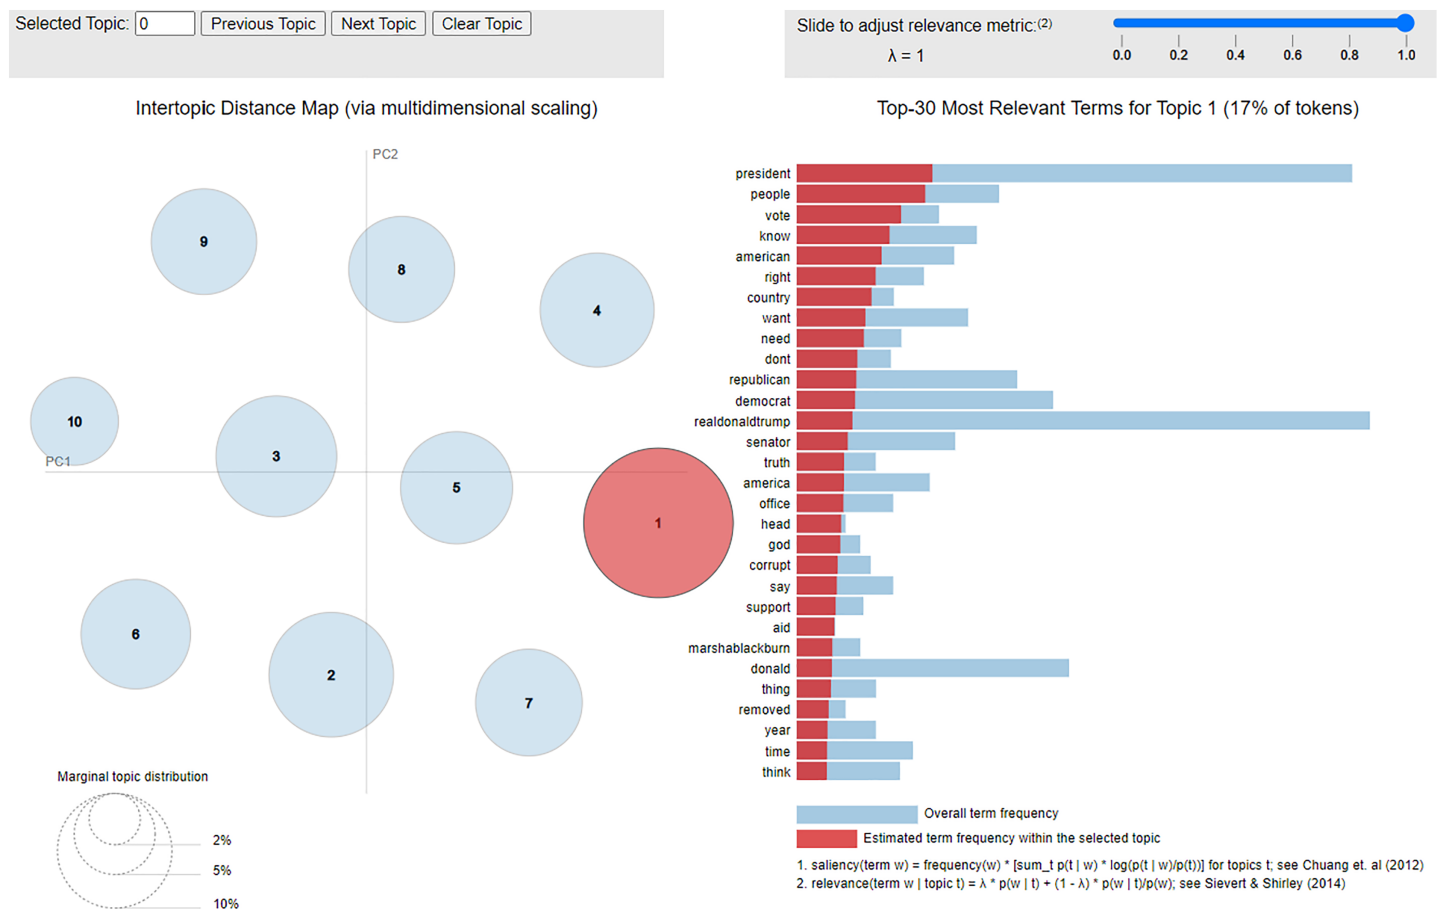 Selected Topic: 0 Previous Topic Next Topic Clear Topic
Slide to adjust relevance metric:(2)
λ = 1
0.0 0.2 0.4 0.6 0.8 1.0
Intertopic Distance Map (via multidimensional scaling)
PC2
PC1
9
8
4
10
3
5
1
6
2
7
Marginal topic distribution
2%
5%
10%
Top-30 Most Relevant Terms for Topic 1 (17% of tokens)
president
people
vote
know
american
right
country
want
need
dont
republican
democrat
realdonaldtrump
senator
truth
america
office
head
god
corrupt
say
support
aid
marshablackburn
donald
thing
removed
year
time
think
Overall term frequency
Estimated term frequency within the selected topic
1. saliency(term w) = frequency(w) * [sum_t p(t | w) * log(p(t | w)/p(t))] for topics t; see Chuang et. al (2012)
2. relevance(term w | topic t) = λ * p(w | t) + (1 - λ) * p(w | t)/p(w); see Sievert & Shirley (2014)